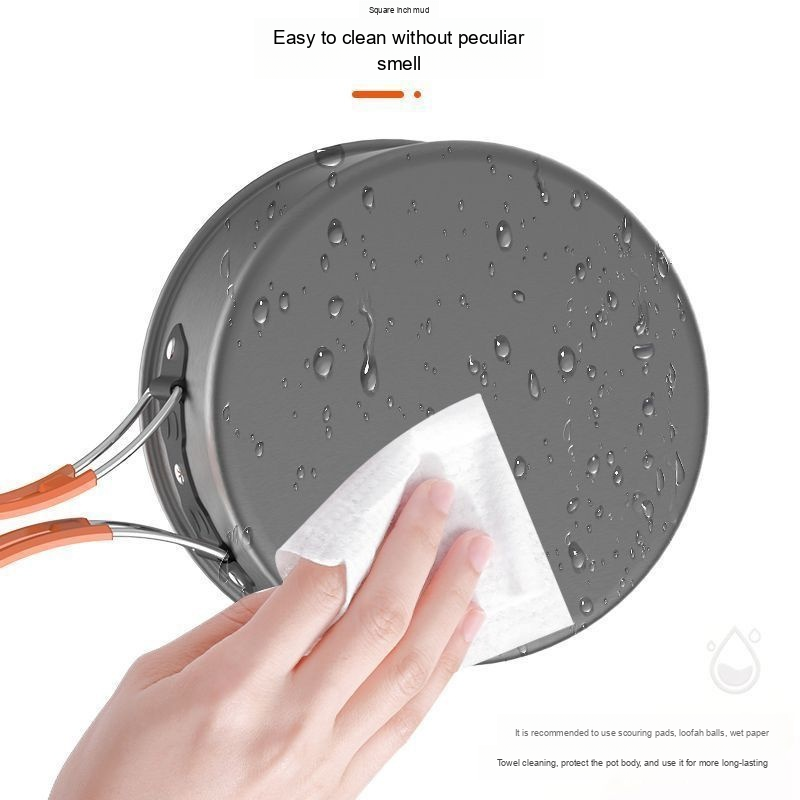 Square inch mud
Easy to clean without peculiar
smell
It is recommended to use scouring pads, loofah balls, wet paper
Towel cleaning, protect the pot body, and use it for more long-lasting